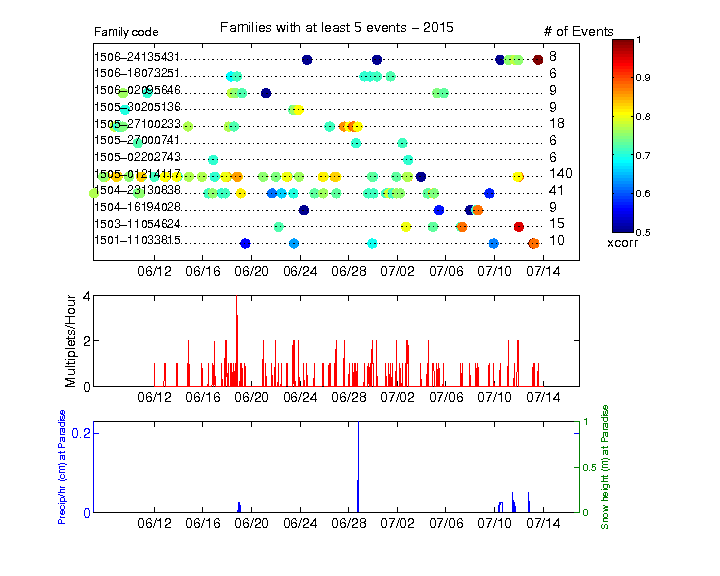 Families with at least 5 events − 2015
Family code
# of Events
1506−24135431 8
1506−18073251 6
1506−02095646 9
1505−30205136 9
1505−27100233 18
1505−27000741 6
1505−02202743 6
1505−01214117 140
1504−23130838 41
1504−16194028 9
1503−11054624 15
1501−11033815 10
06/12 06/16 06/20 06/24 06/28 07/02 07/06 07/10 07/14
1
0.9
0.8
0.7
0.6
0.5
xcorr
Multiplets/Hour
4
2
0
06/12 06/16 06/20 06/24 06/28 07/02 07/06 07/10 07/14
Precip/hr (cm) at Paradise
0.2
0
1
0.5
0
Snow height (m) at Paradise
06/12 06/16 06/20 06/24 06/28 07/02 07/06 07/10 07/14